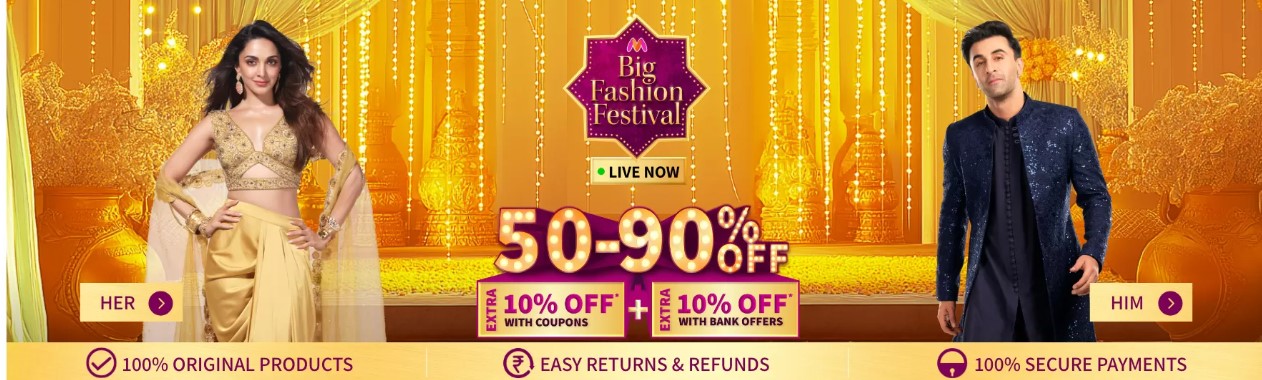 Big
Fashion
Festival
LIVE NOW
50-90% OFF
EXTRA
10% OFF*
WITH COUPONS
+
EXTRA
10% OFF*
WITH BANK OFFERS
HER
HIM
100% ORIGINAL PRODUCTS
₹
EASY RETURNS & REFUNDS
100% SECURE PAYMENTS